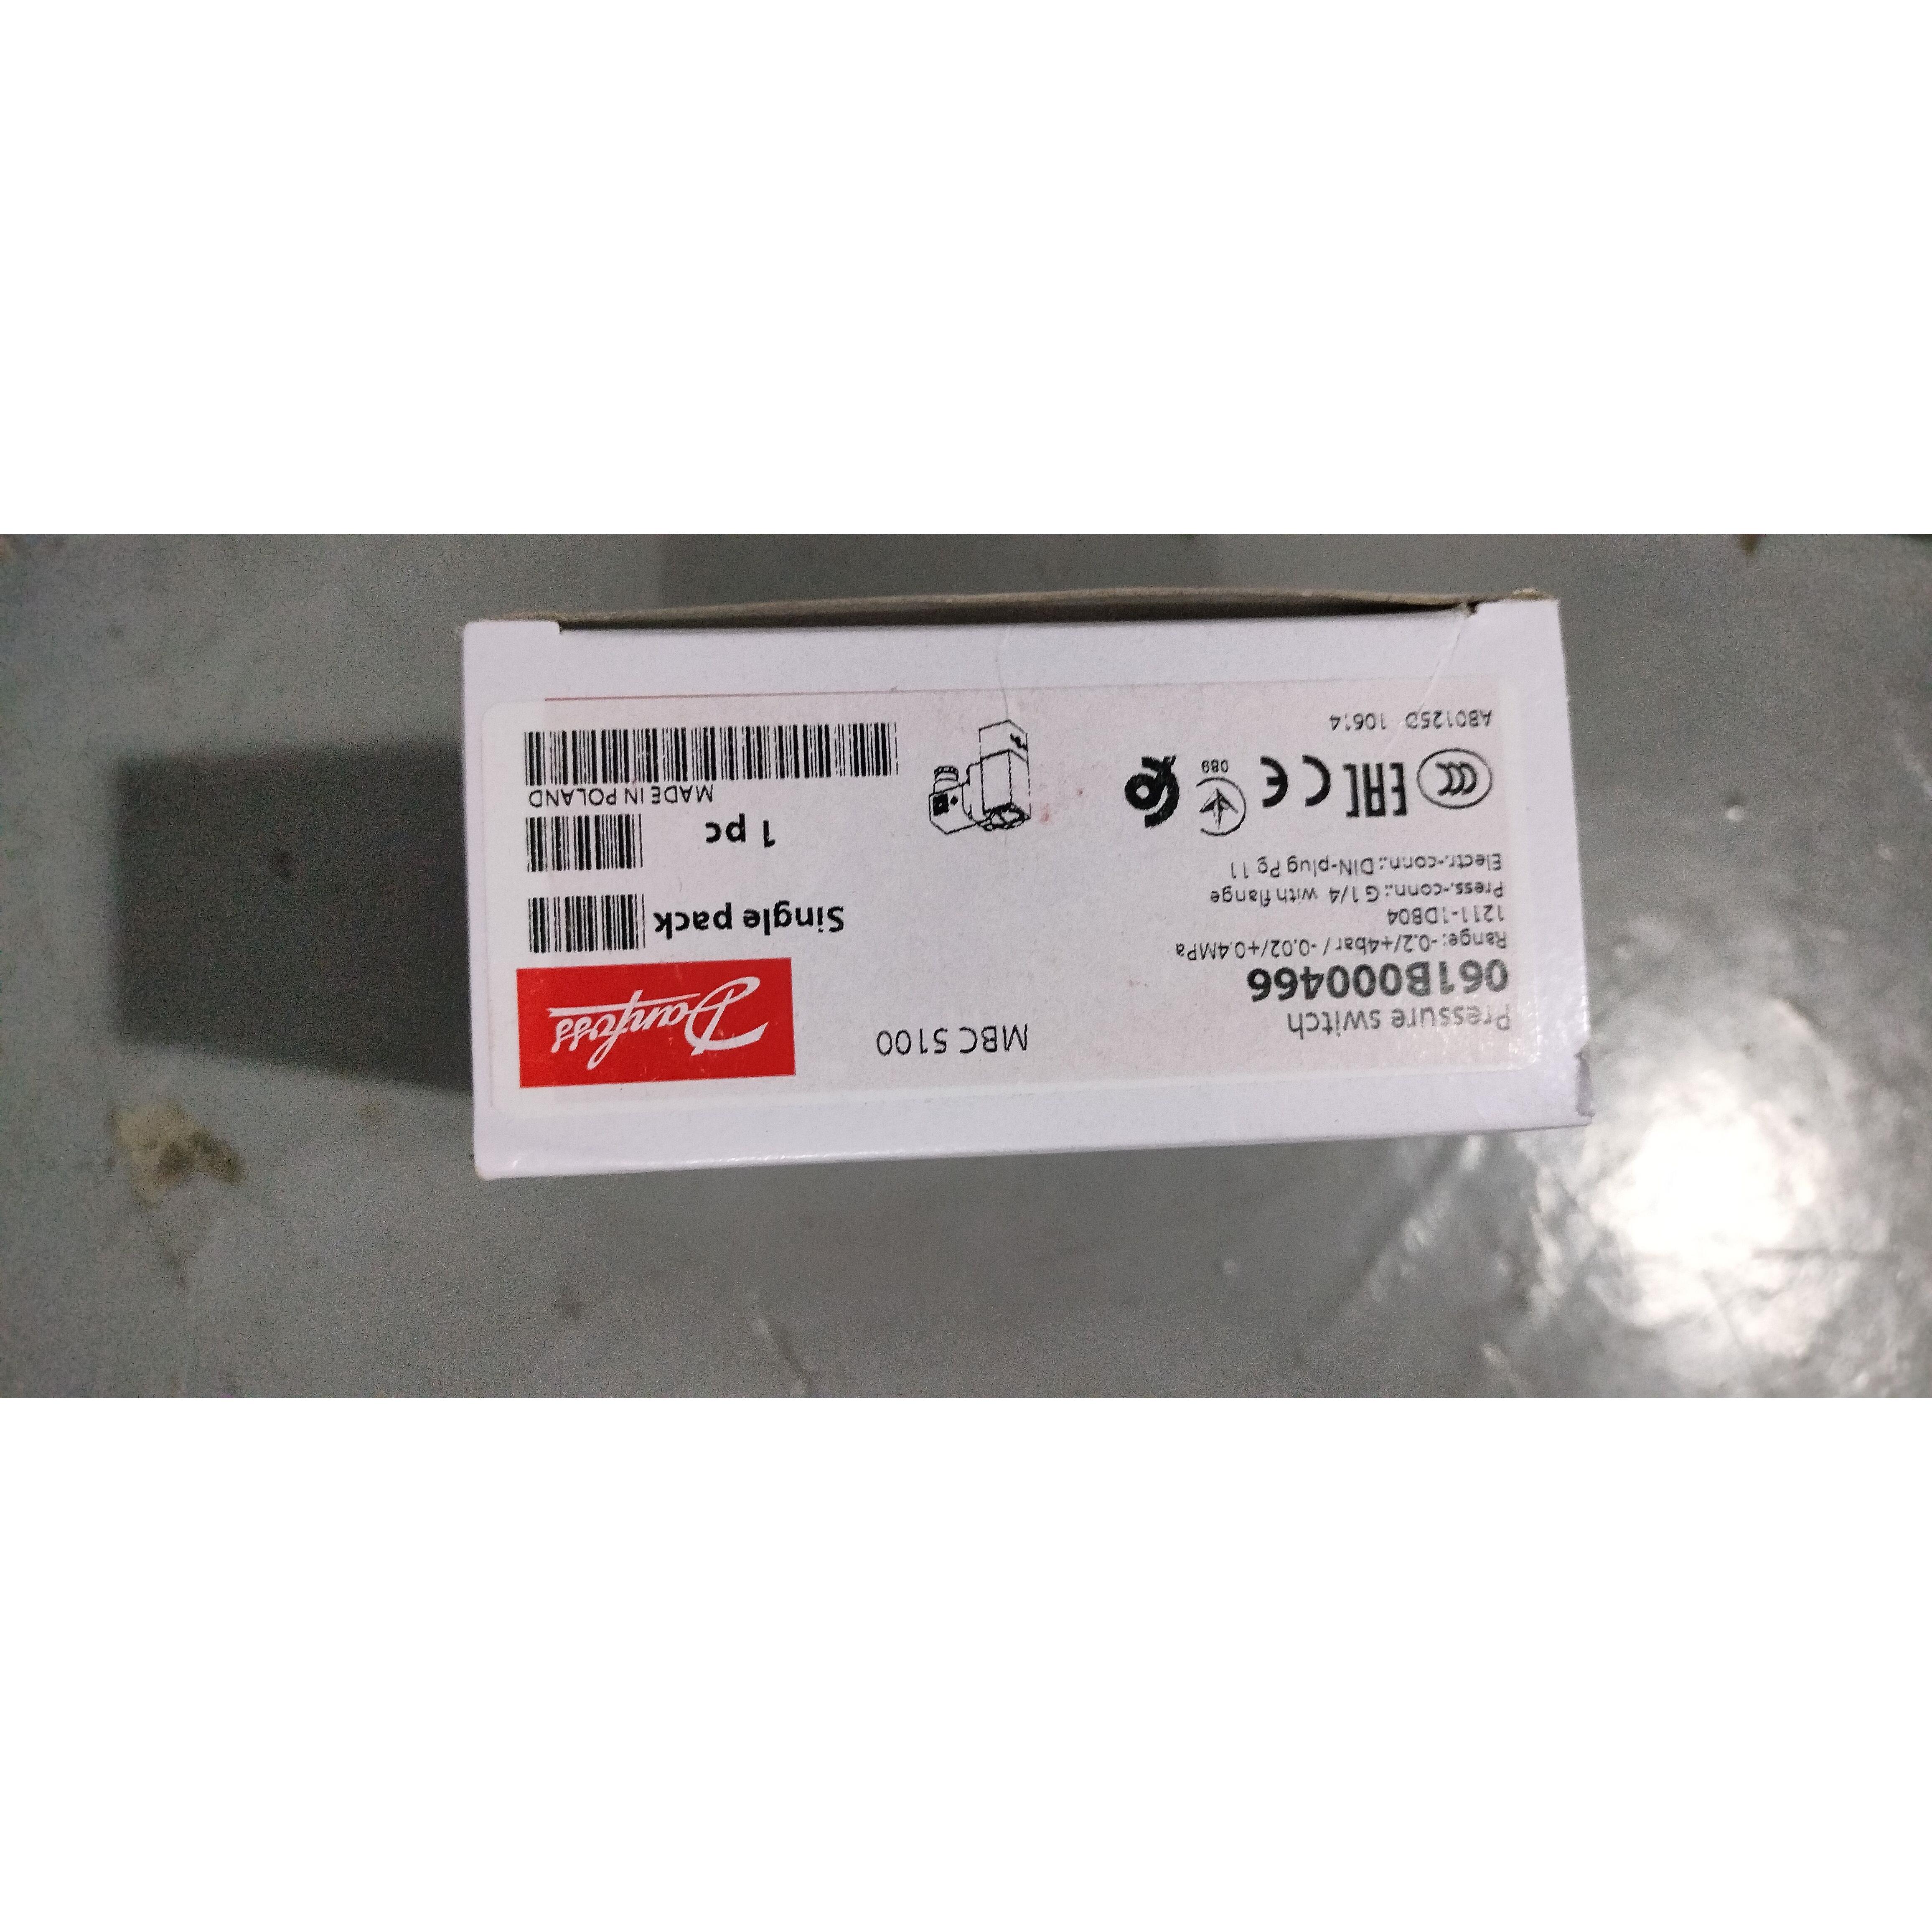 Pressure switch
061B000466
Range: -0.2/+4bar / -0.02/+0.4MPa
1211-1DB04
Press.-conn.: G 1/4 with flange
Electr.-conn.: DIN-plug Pg 11
CCC EAC CE 089
MBC 5100
Danfoss
Single pack
1 pc
MADE IN POLAND